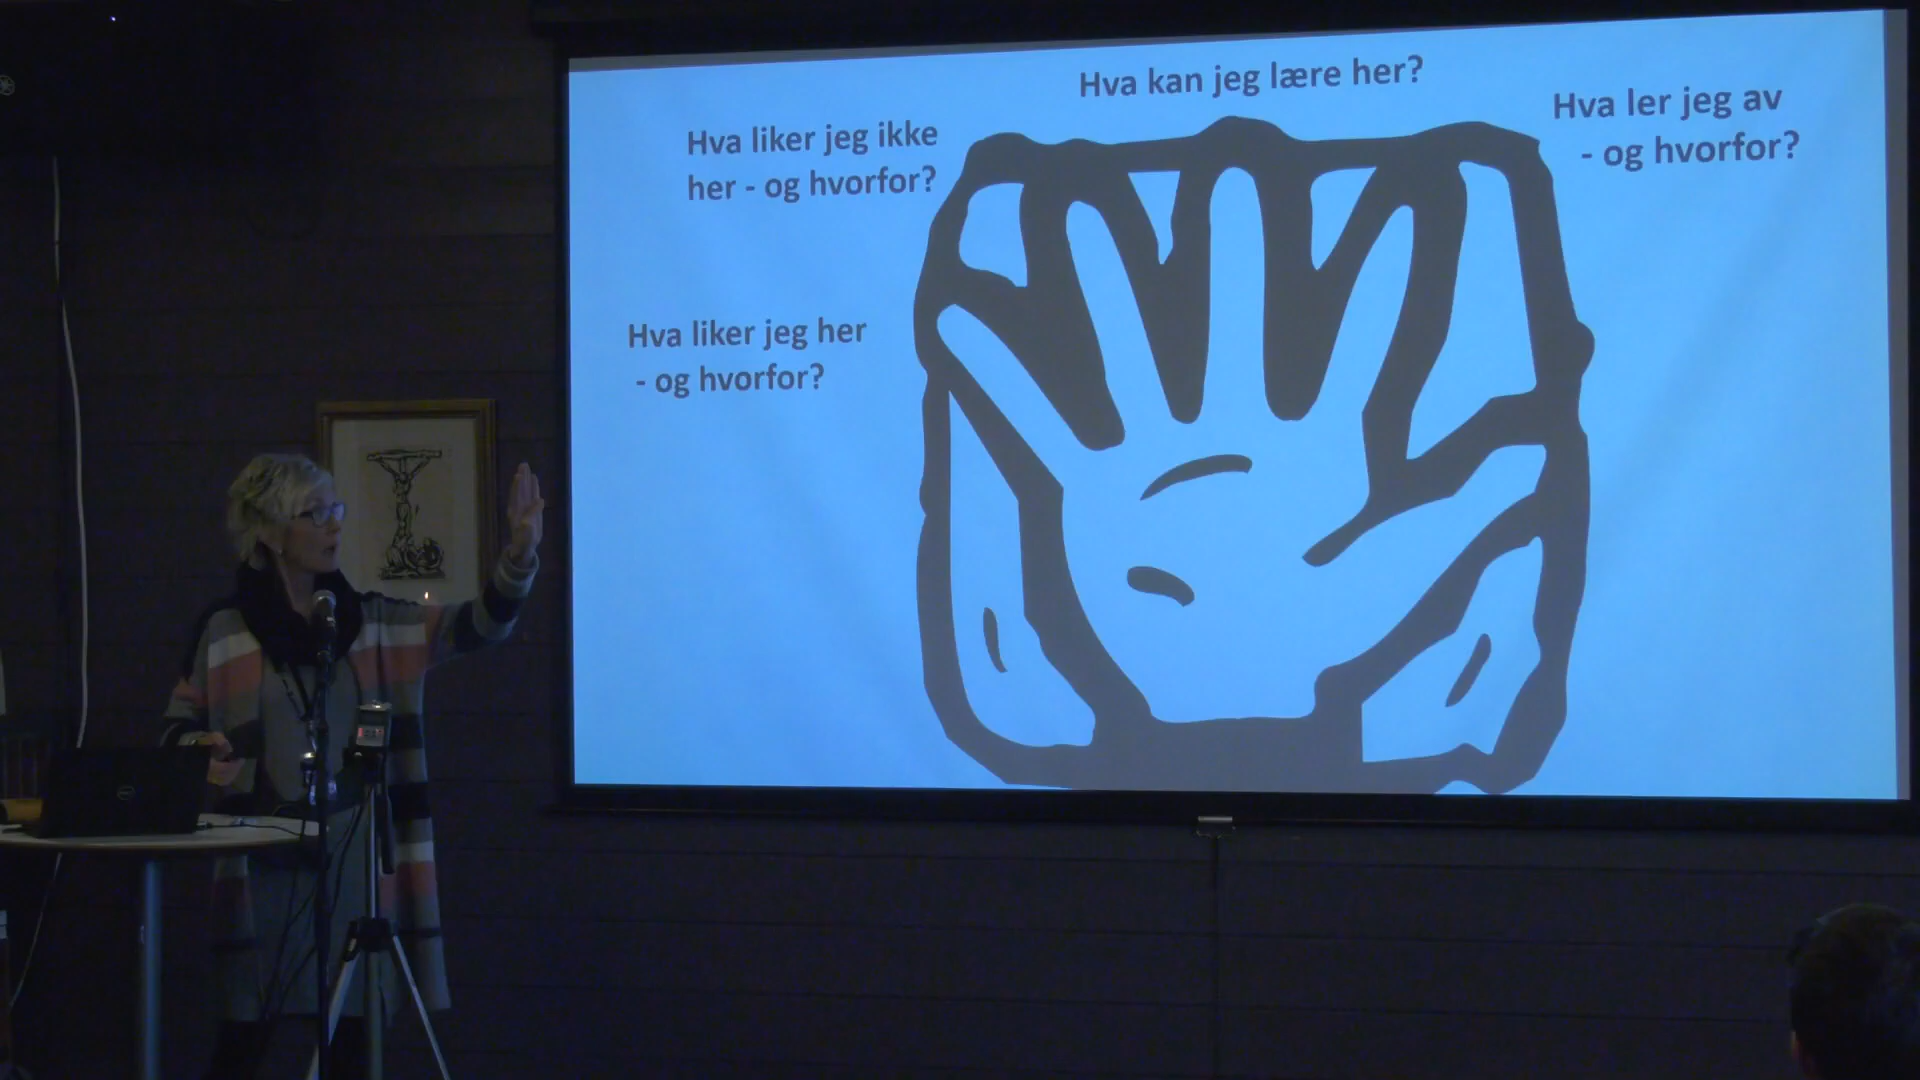 Hva kan jeg lære her?
Hva ler jeg av
- og hvorfor?
Hva liker jeg ikke
her - og hvorfor?
Hva liker jeg her
- og hvorfor?